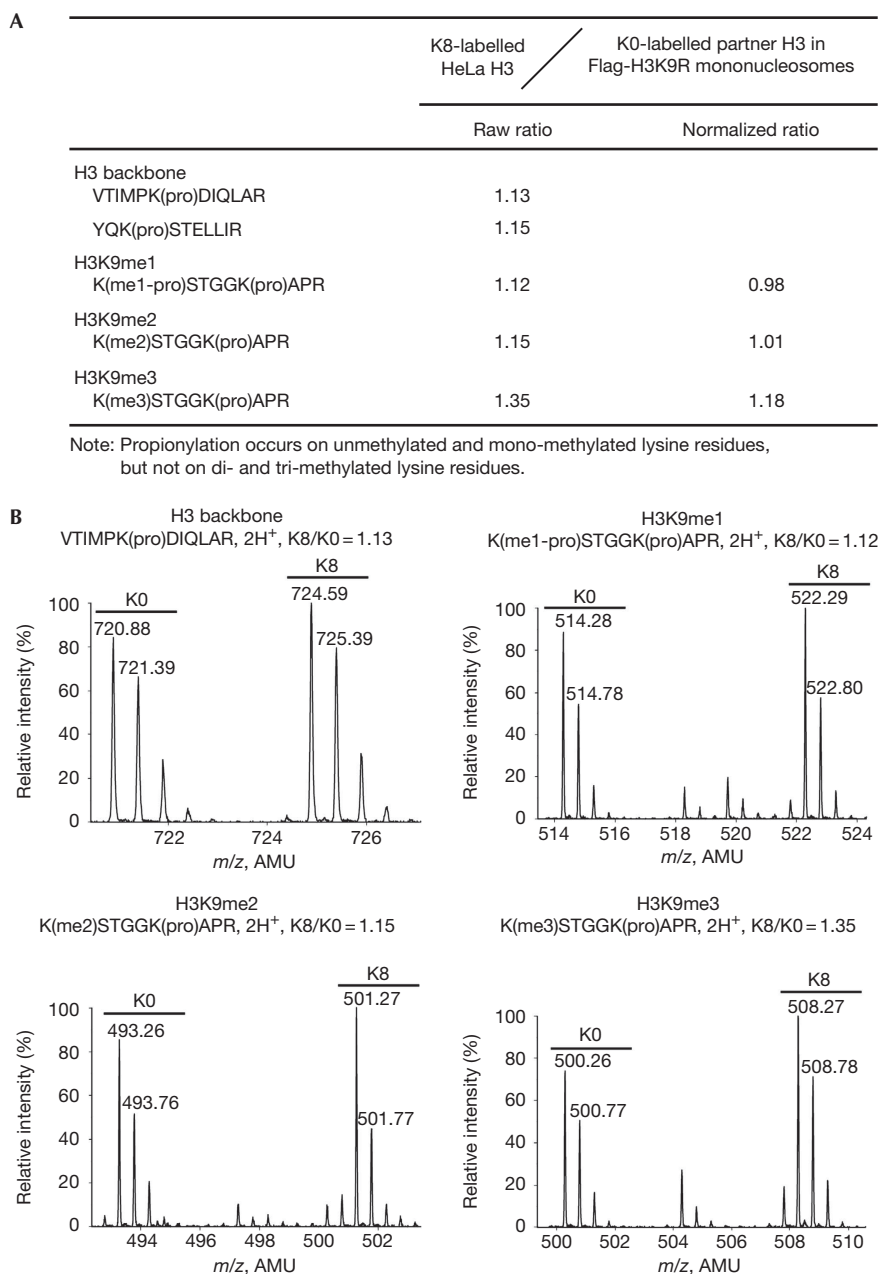 A
K8-labelled HeLa H3 / K0-labelled partner H3 in Flag-H3K9R mononucleosomes
Raw ratio Normalized ratio
H3 backbone
VTIMPK(pro)DIQLAR 1.13
YQK(pro)STELLIR 1.15
H3K9me1
K(me1-pro)STGGK(pro)APR 1.12 0.98
H3K9me2
K(me2)STGGK(pro)APR 1.15 1.01
H3K9me3
K(me3)STGGK(pro)APR 1.35 1.18
Note: Propionylation occurs on unmethylated and mono-methylated lysine residues,
but not on di- and tri-methylated lysine residues.
B
H3 backbone
VTIMPK(pro)DIQLAR, 2H⁺, K8/K0 = 1.13
K8
K0
724.59
720.88
725.39
721.39
Relative intensity (%)
100
80
60
40
20
0
722 724 726
m/z, AMU
H3K9me1
K(me1-pro)STGGK(pro)APR, 2H⁺, K8/K0 = 1.12
K8
K0
522.29
514.28
514.78
522.80
Relative intensity (%)
100
80
60
40
20
0
514 516 518 520 522 524
m/z, AMU
H3K9me2
K(me2)STGGK(pro)APR, 2H⁺, K8/K0 = 1.15
K8
K0
501.27
493.26
493.76
501.77
Relative intensity (%)
100
80
60
40
20
0
494 496 498 500 502
m/z, AMU
H3K9me3
K(me3)STGGK(pro)APR, 2H⁺, K8/K0 = 1.35
K8
K0
508.27
500.26
508.78
500.77
Relative intensity (%)
100
80
60
40
20
0
500 502 504 506 508 510
m/z, AMU